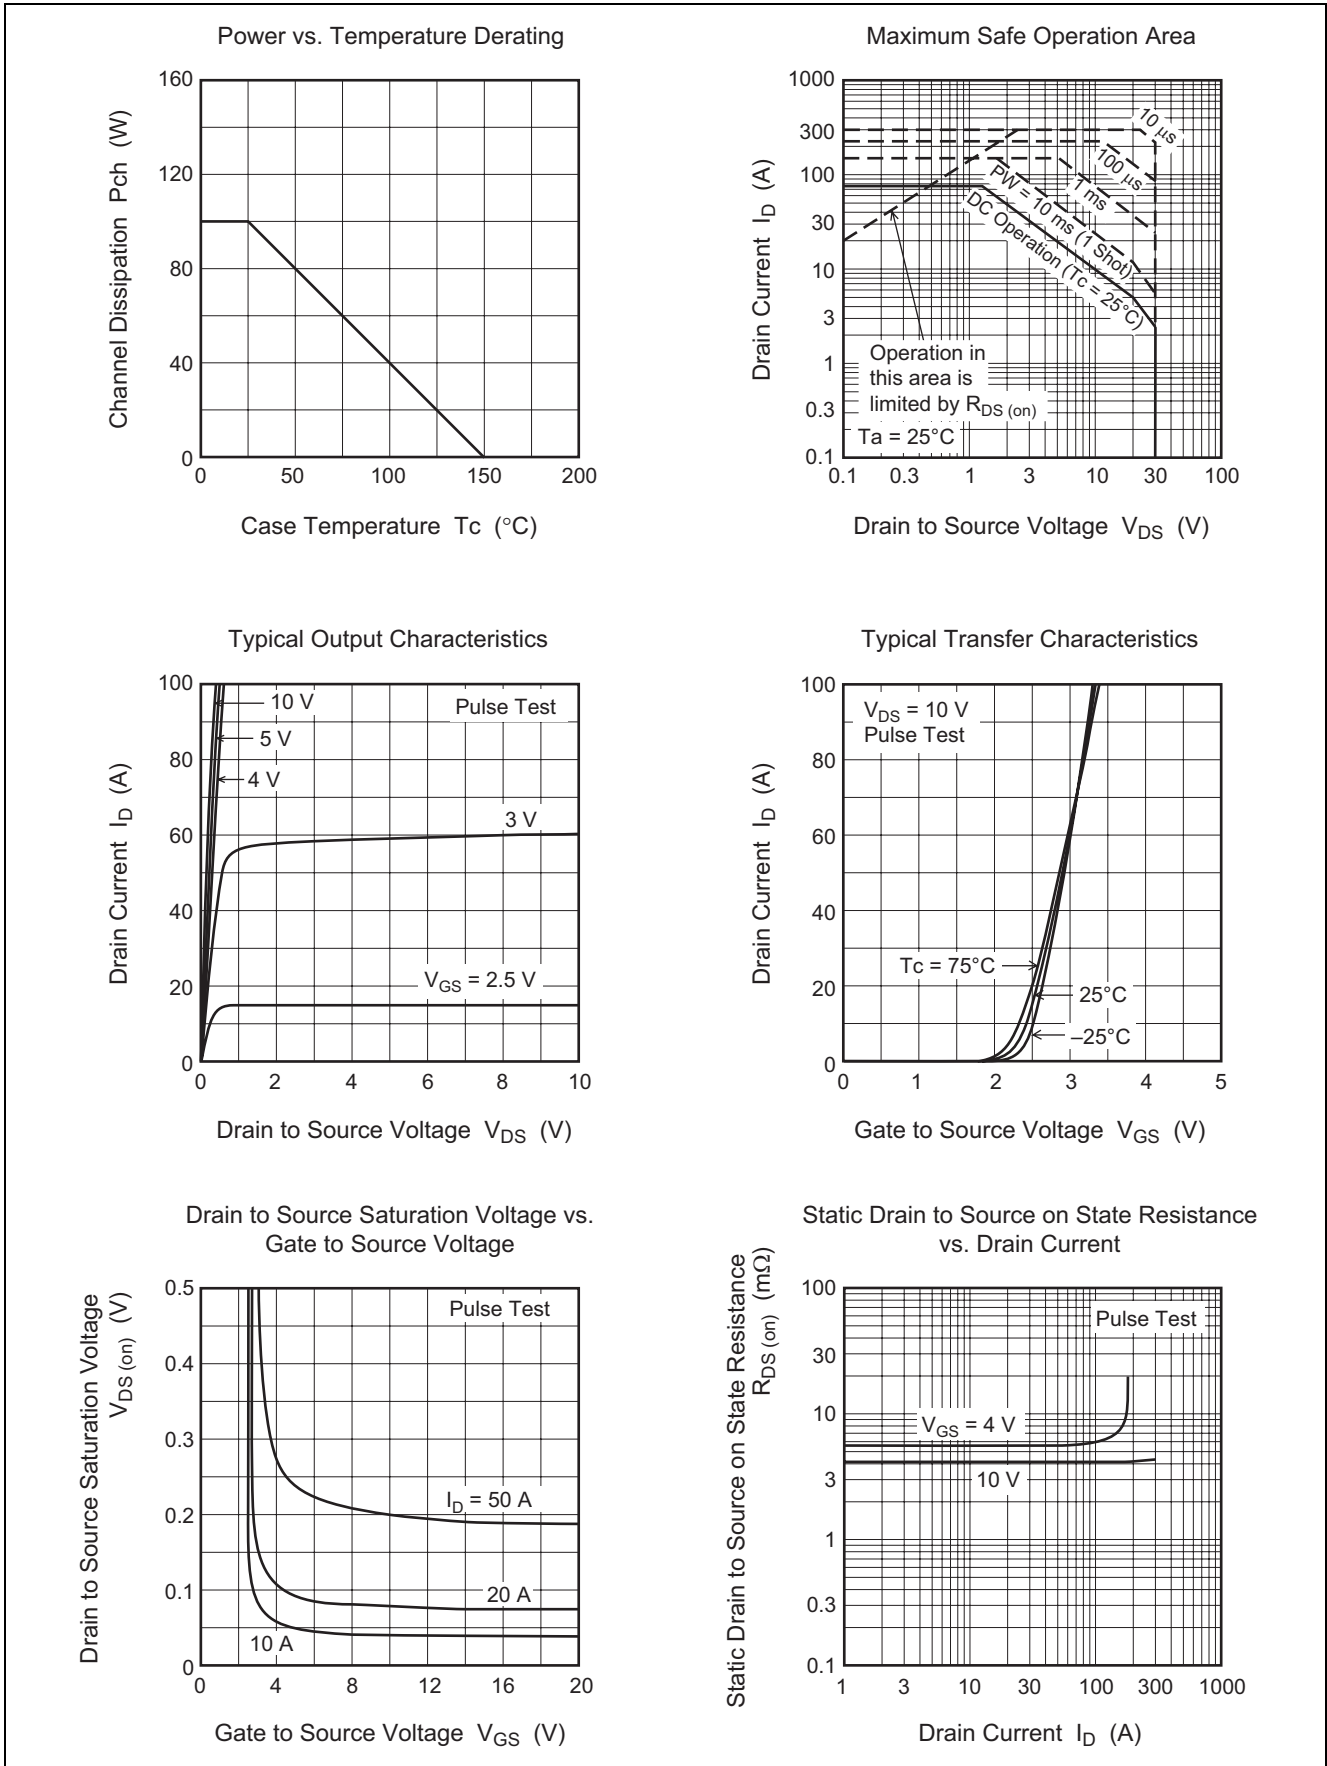 Power vs. Temperature Derating
Channel Dissipation Pch (W)
160
120
80
40
0
0 50 100 150 200
Case Temperature Tc (°C)
Maximum Safe Operation Area
Drain Current ID (A)
1000
300
100
30
10
3
1
0.3
0.1
10 μs
100 μs
1 ms
PW = 10 ms (1 Shot)
DC Operation (Tc = 25°C)
Operation in
this area is
limited by RDS (on)
Ta = 25°C
0.1 0.3 1 3 10 30 100
Drain to Source Voltage VDS (V)
Typical Output Characteristics
Drain Current ID (A)
100
80
60
40
20
0
10 V
5 V
4 V
Pulse Test
3 V
VGS = 2.5 V
0 2 4 6 8 10
Drain to Source Voltage VDS (V)
Typical Transfer Characteristics
Drain Current ID (A)
100
80
60
40
20
0
VDS = 10 V
Pulse Test
Tc = 75°C
25°C
–25°C
0 1 2 3 4 5
Gate to Source Voltage VGS (V)
Drain to Source Saturation Voltage vs.
Gate to Source Voltage
Drain to Source Saturation Voltage
VDS (on) (V)
0.5
0.4
0.3
0.2
0.1
0
Pulse Test
ID = 50 A
20 A
10 A
0 4 8 12 16 20
Gate to Source Voltage VGS (V)
Static Drain to Source on State Resistance
vs. Drain Current
Static Drain to Source on State Resistance
RDS (on) (mΩ)
100
30
10
3
1
0.3
0.1
Pulse Test
VGS = 4 V
10 V
1 3 10 30 100 300 1000
Drain Current ID (A)